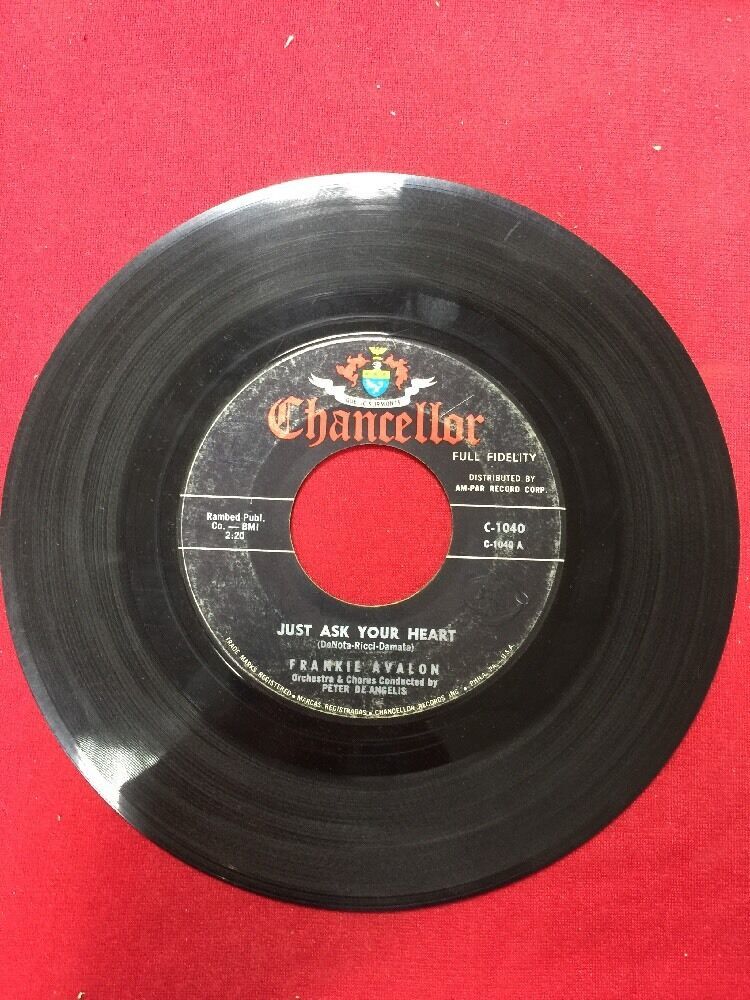 Chancellor
FULL FIDELITY
DISTRIBUTED BY
AM-PAR RECORD CORP.
Rambed Publ.
Co. — BMI
2:20
C-1040
C-1040 A
JUST ASK YOUR HEART
(DeNota-Ricci-Damata)
FRANKIE AVALON
Orchestra & Chorus Conducted by
PETER DE ANGELIS
TRADE MARKS REGISTERED • MARCAS REGISTRADAS • CHANCELLOR RECORDS INC. • PHILA., PA., U.S.A.